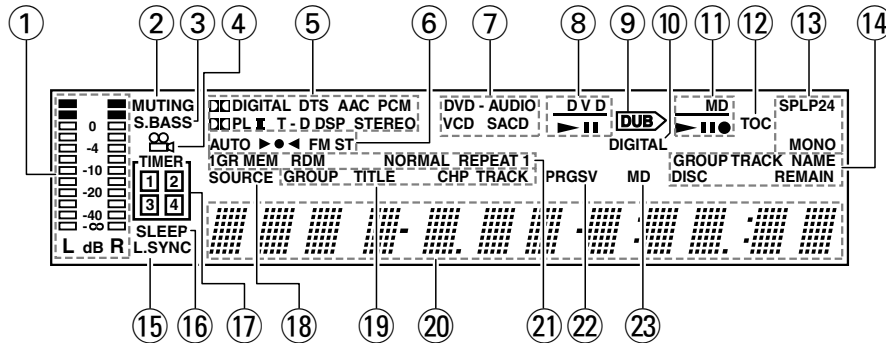 1 2 3 4 5 6 7 8 9 10 11 12 13 14
MUTING
S.BASS
DIGITAL DTS AAC PCM
PL II T - D DSP STEREO
AUTO FM ST
1GR MEM RDM NORMAL REPEAT 1
SOURCE GROUP TITLE CHP TRACK PRGSV MD
DVD - AUDIO
VCD SACD
DVD
DUB
DIGITAL
MD
TOC
SPLP24
MONO
GROUP TRACK NAME
DISC REMAIN
0
-4
-10
-20
-40
-∞
L dB R
TIMER
1 2
3 4
SLEEP
L.SYNC
15 16 17 18 19 20 21 22 23